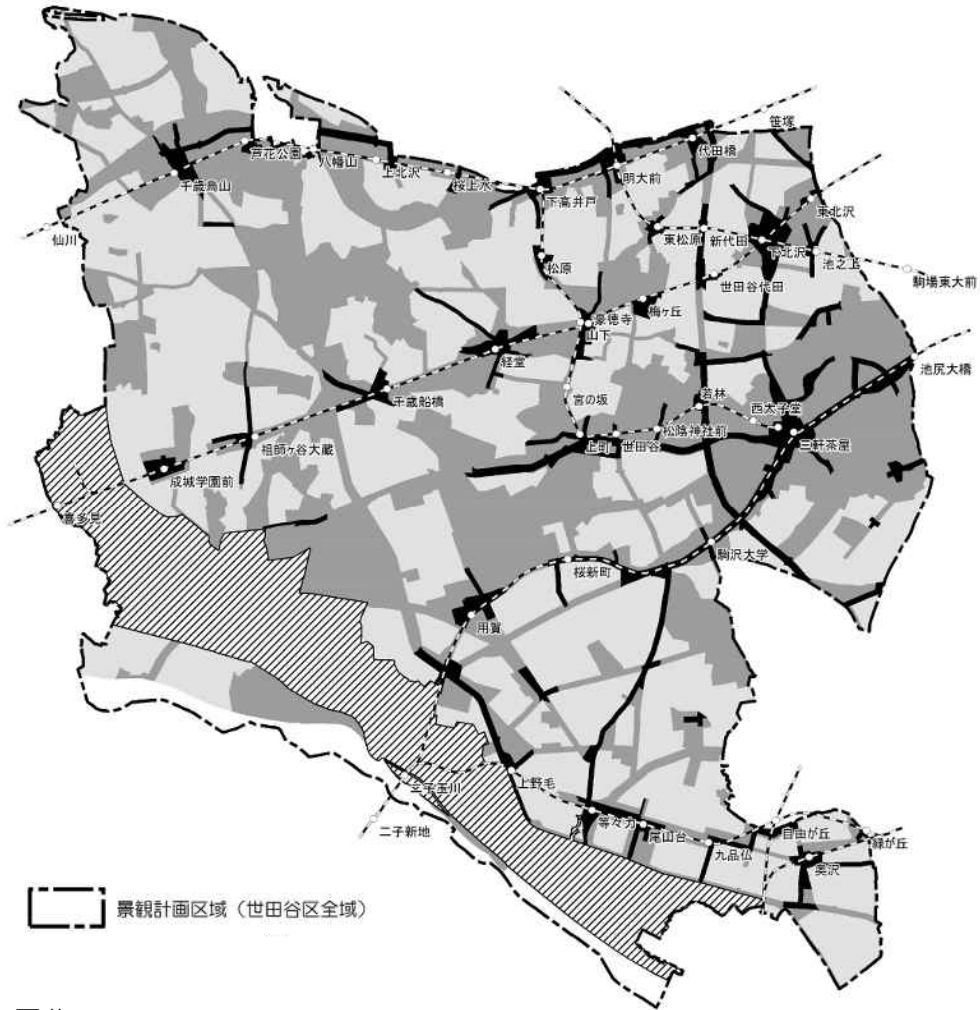 笹塚
代田橋
芦花公園
八幡山
上北沢
桜上水
明大前
千歳烏山
下高井戸
東北沢
仙川
東松原
新代田
下北沢
池之上
松原
駒場東大前
世田谷代田
豪徳寺
梅ヶ丘
山下
経堂
池尻大橋
千歳船橋
宮の坂
若林
西太子堂
上町
世田谷
松陰神社前
三軒茶屋
祖師ヶ谷大蔵
成城学園前
喜多見
駒沢大学
桜新町
用賀
上野毛
二子玉川
二子新地
等々力
尾山台
九品仏
自由が丘
緑が丘
奥沢
景観計画区域（世田谷区全域）